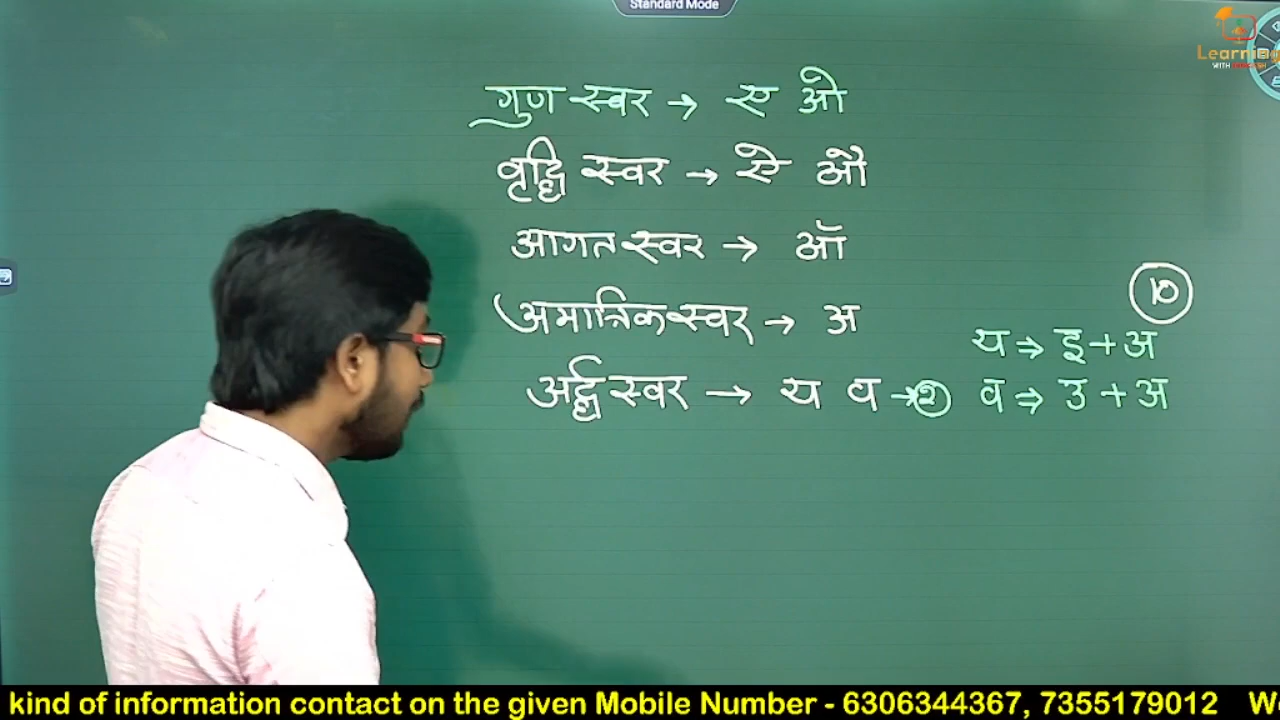 Standard Mode
Learning
गुण स्वर → ए ओ
वृद्धि स्वर → ऐ औ
आगत स्वर → ऑ
अमात्रिक स्वर → अ
10
य ⇒ इ + अ
अर्द्ध स्वर → य व → 2 व ⇒ उ + अ
kind of information contact on the given Mobile Number - 6306344367, 7355179012 W